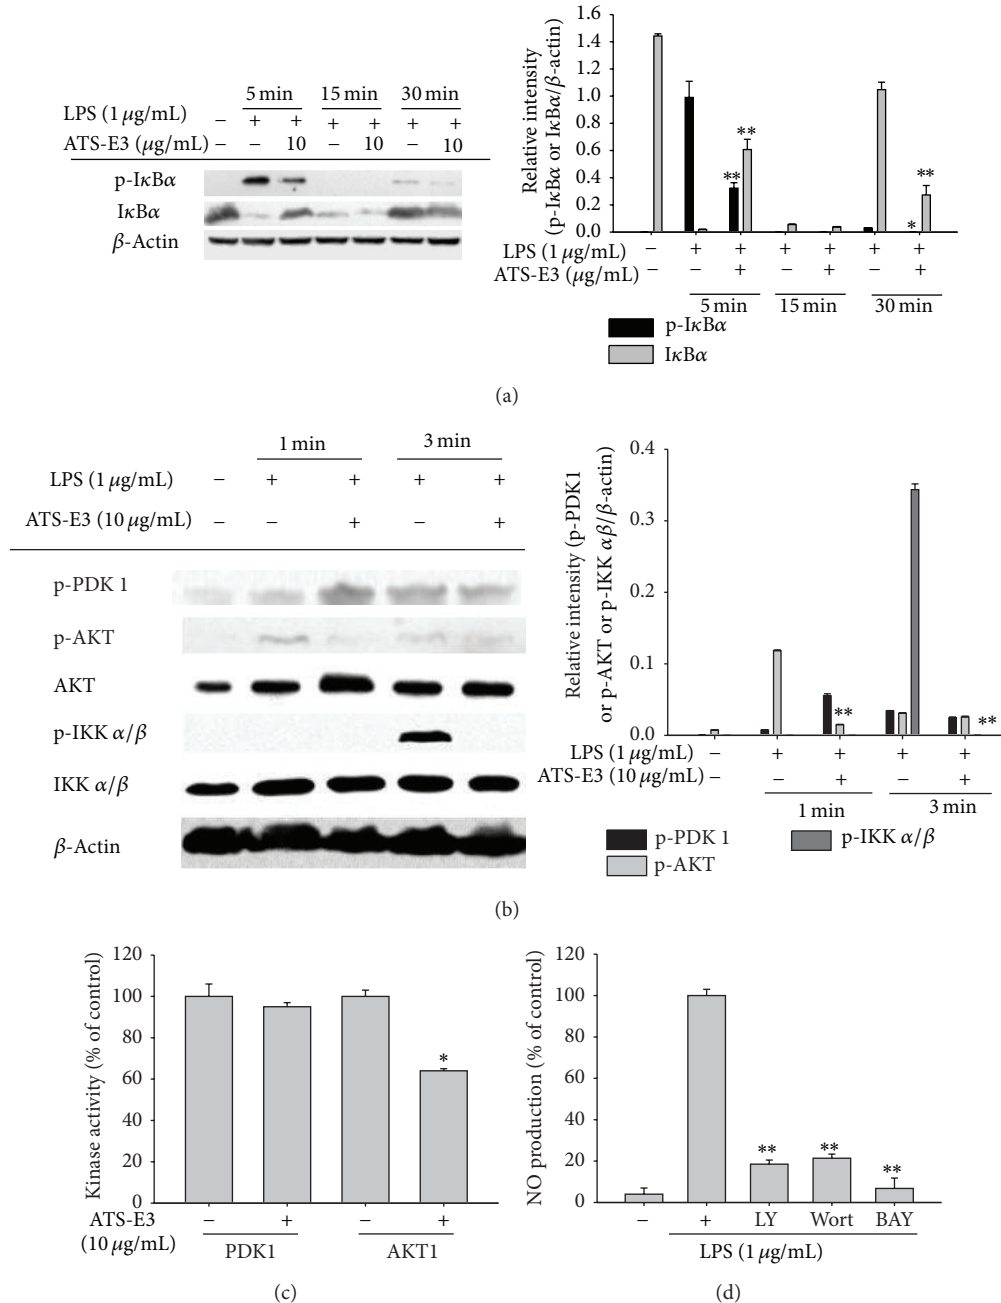 5 min 15 min 30 min
LPS (1 μg/mL) − + + + + + +
ATS-E3 (μg/mL) − − 10 − 10 − 10
p-IκBα
IκBα
β-Actin
Relative intensity
(p-IκBα or IκBα/β-actin)
1.6
1.4
1.2
1.0
0.8
0.6
0.4
0.2
0.0
**
**
*
**
LPS (1 μg/mL) − + + + + + +
ATS-E3 (μg/mL) − − + − + − +
5 min 15 min 30 min
p-IκBα
IκBα
(a)
1 min 3 min
LPS (1 μg/mL) − + + + +
ATS-E3 (10 μg/mL) − − + − +
p-PDK 1
p-AKT
AKT
p-IKK α/β
IKK α/β
β-Actin
Relative intensity (p-PDK1
or p-AKT or p-IKK αβ/β-actin)
0.4
0.3
0.2
0.1
0.0
**
**
LPS (1 μg/mL) − + + + +
ATS-E3 (10 μg/mL) − − + − +
1 min 3 min
p-PDK 1
p-AKT
p-IKK α/β
(b)
Kinase activity (% of control)
120
100
80
60
40
20
0
*
ATS-E3 − + − +
(10 μg/mL)
PDK1 AKT1
(c)
NO production (% of control)
120
100
80
60
40
20
0
**
**
**
− + LY Wort BAY
LPS (1 μg/mL)
(d)